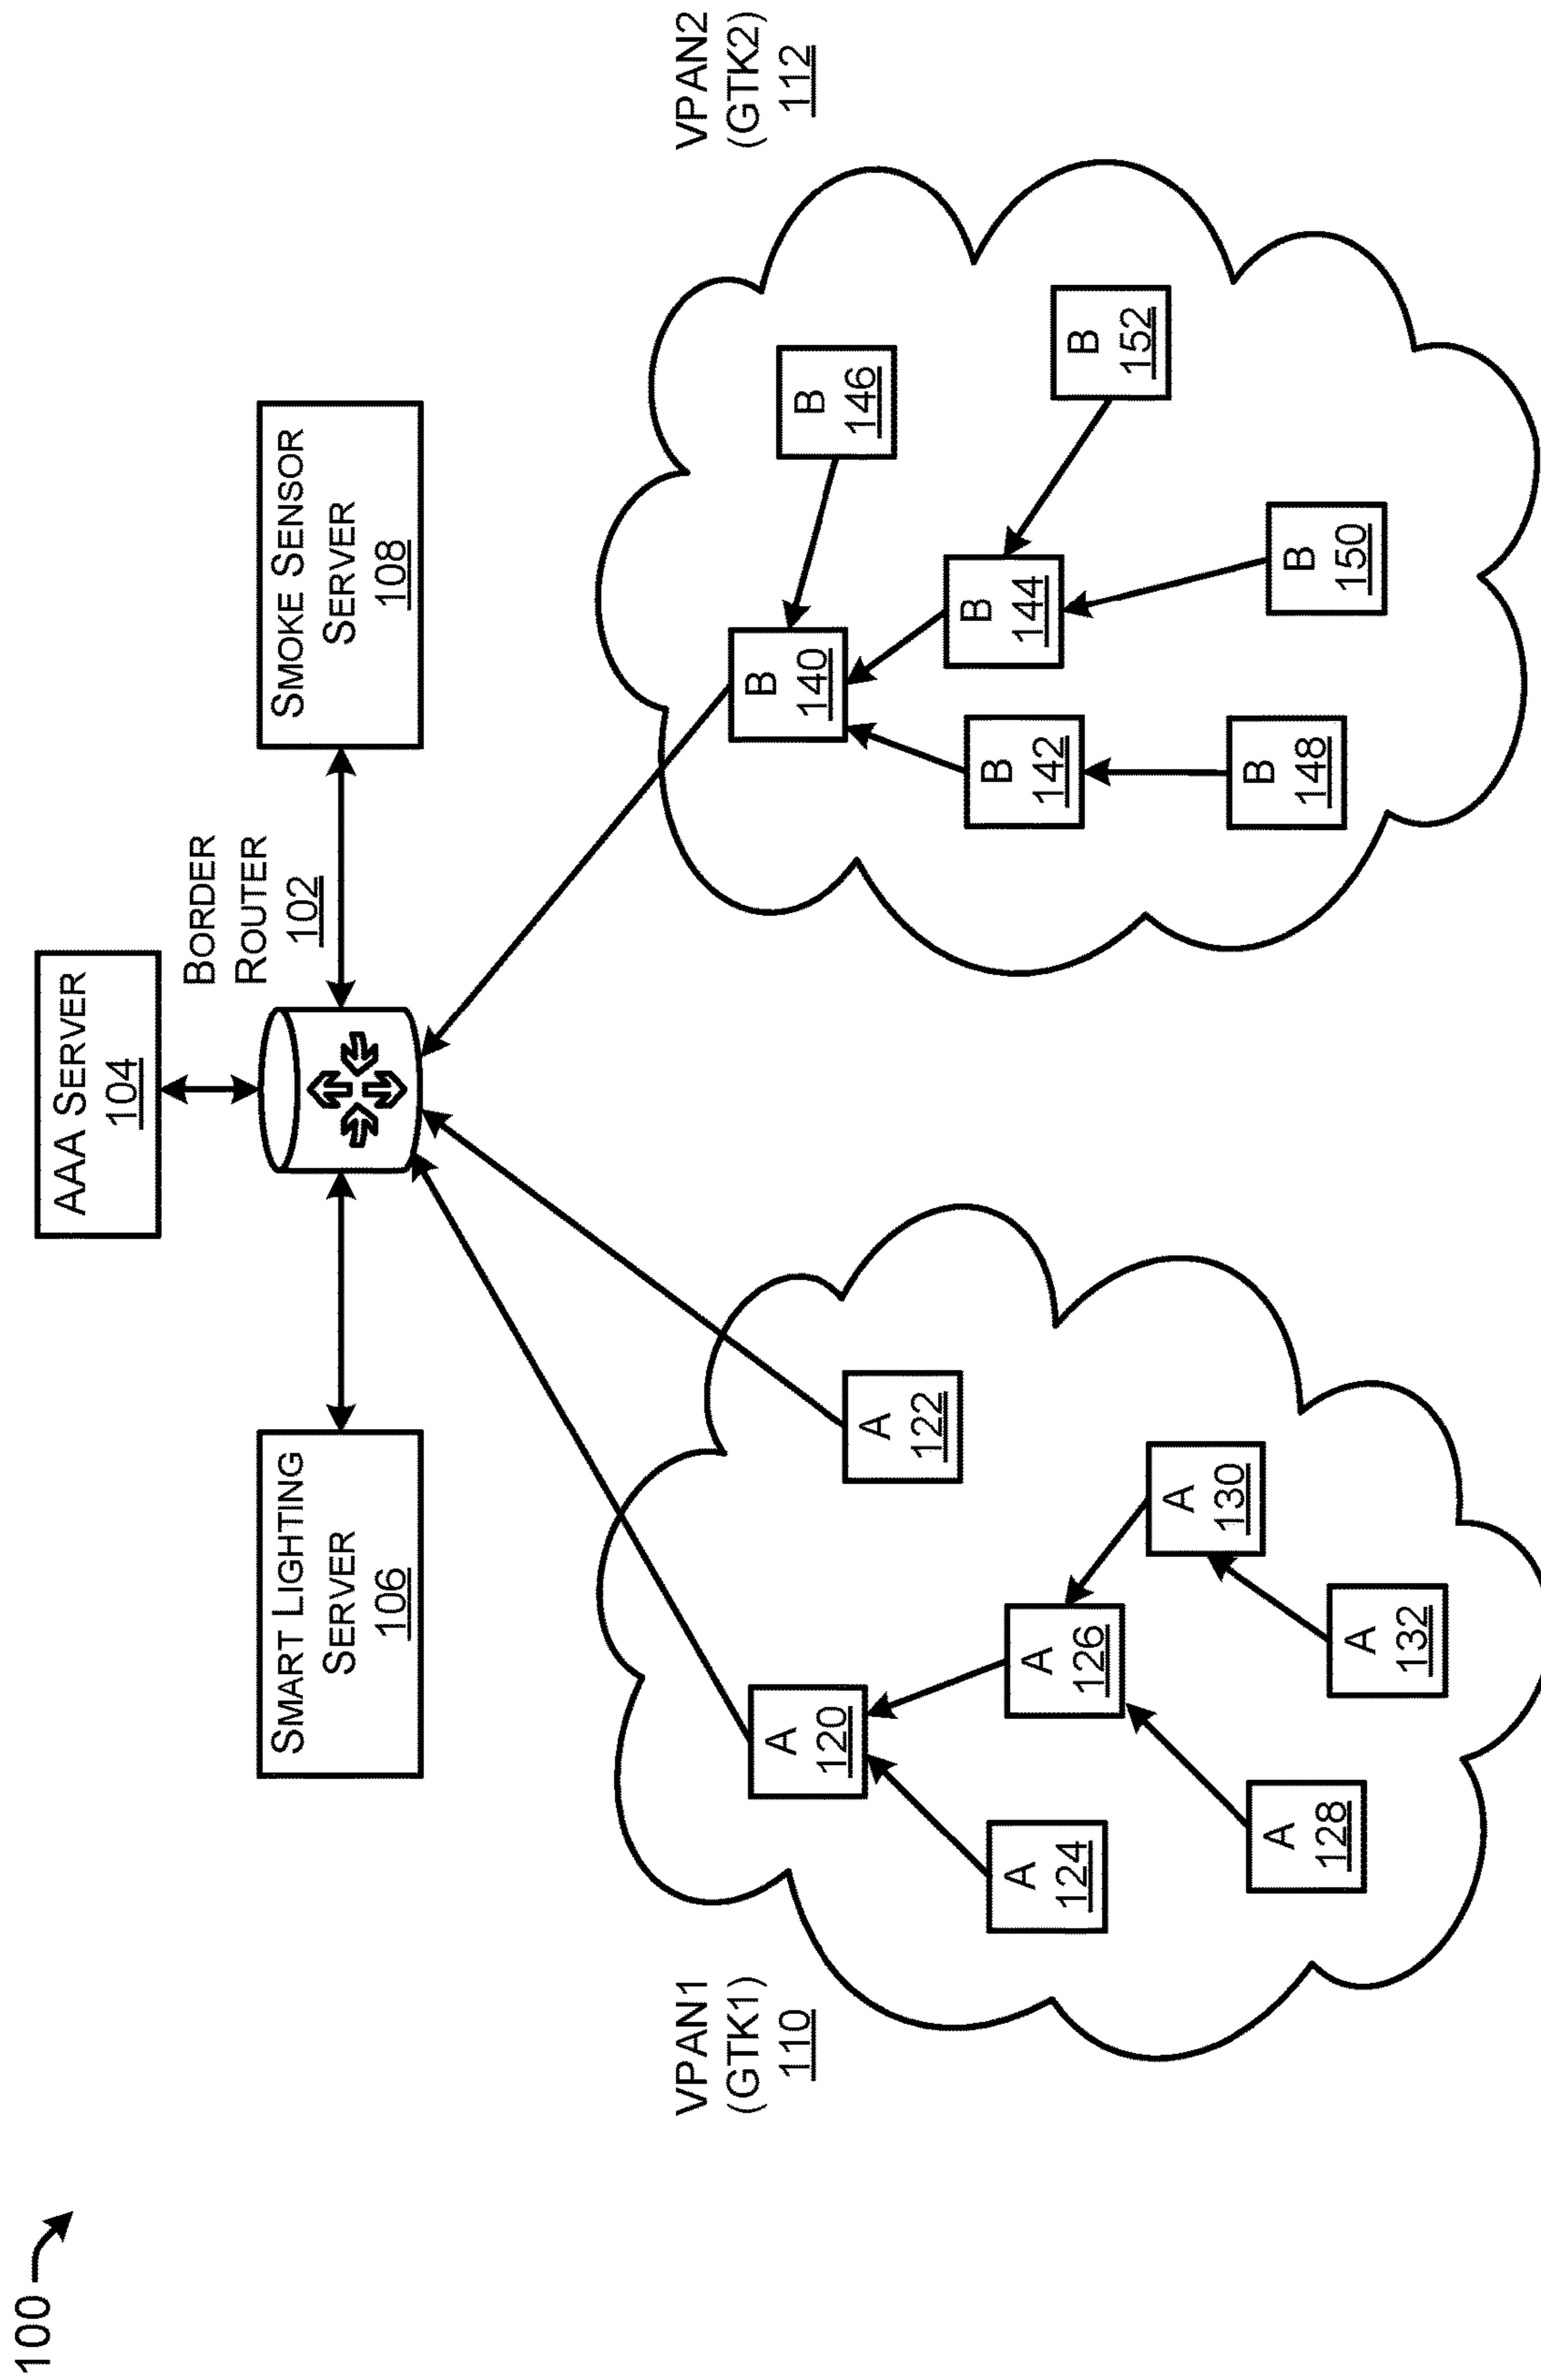 100
AAA SERVER
104
BORDER
ROUTER
102
SMART LIGHTING
SERVER
106
SMOKE SENSOR
SERVER
108
VPAN1
(GTK1)
110
VPAN2
(GTK2)
112
A
120
A
122
A
124
A
126
A
128
A
130
A
132
B
140
B
142
B
144
B
146
B
148
B
150
B
152